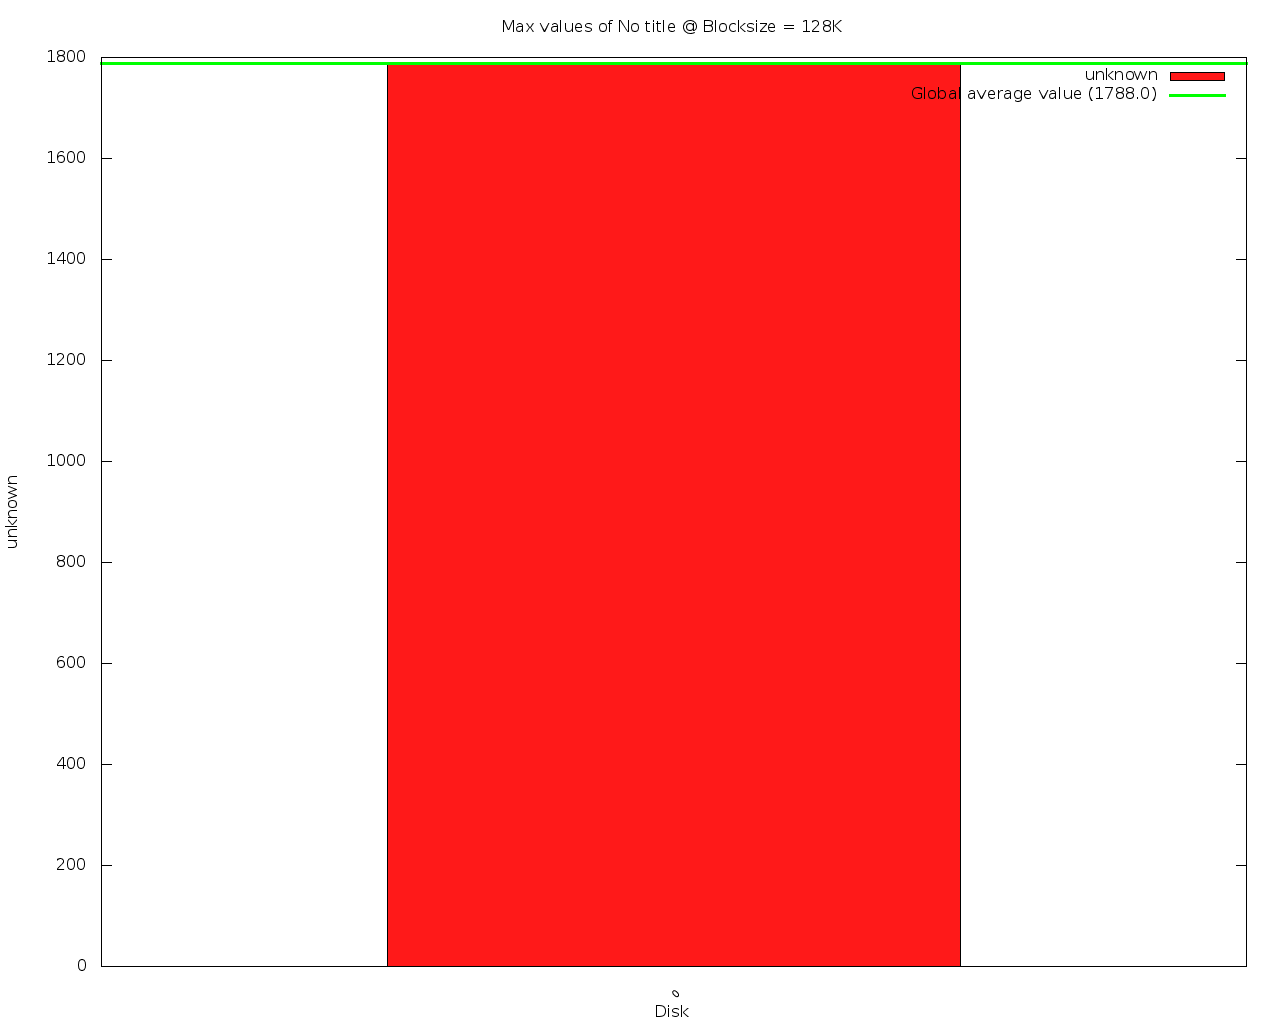 Max values of No title @ Blocksize = 128K
1800
unknown
Global average value (1788.0)
1600
1400
1200
1000
unknown
800
600
400
200
0
0
Disk